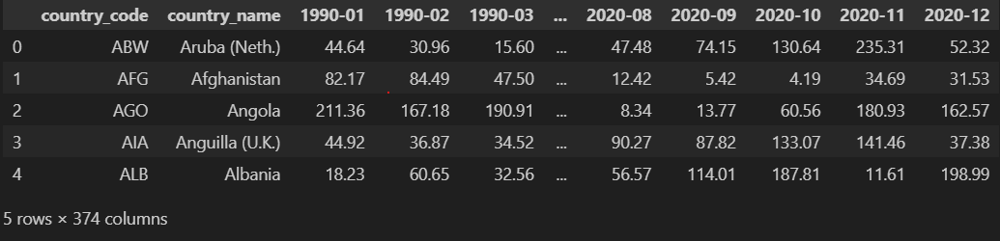 country_code country_name 1990-01 1990-02 1990-03 ... 2020-08 2020-09 2020-10 2020-11 2020-12
0 ABW Aruba (Neth.) 44.64 30.96 15.60 ... 47.48 74.15 130.64 235.31 52.32
1 AFG Afghanistan 82.17 84.49 47.50 ... 12.42 5.42 4.19 34.69 31.53
2 AGO Angola 211.36 167.18 190.91 ... 8.34 13.77 60.56 180.93 162.57
3 AIA Anguilla (U.K.) 44.92 36.87 34.52 ... 90.27 87.82 133.07 141.46 37.38
4 ALB Albania 18.23 60.65 32.56 ... 56.57 114.01 187.81 11.61 198.99
5 rows × 374 columns